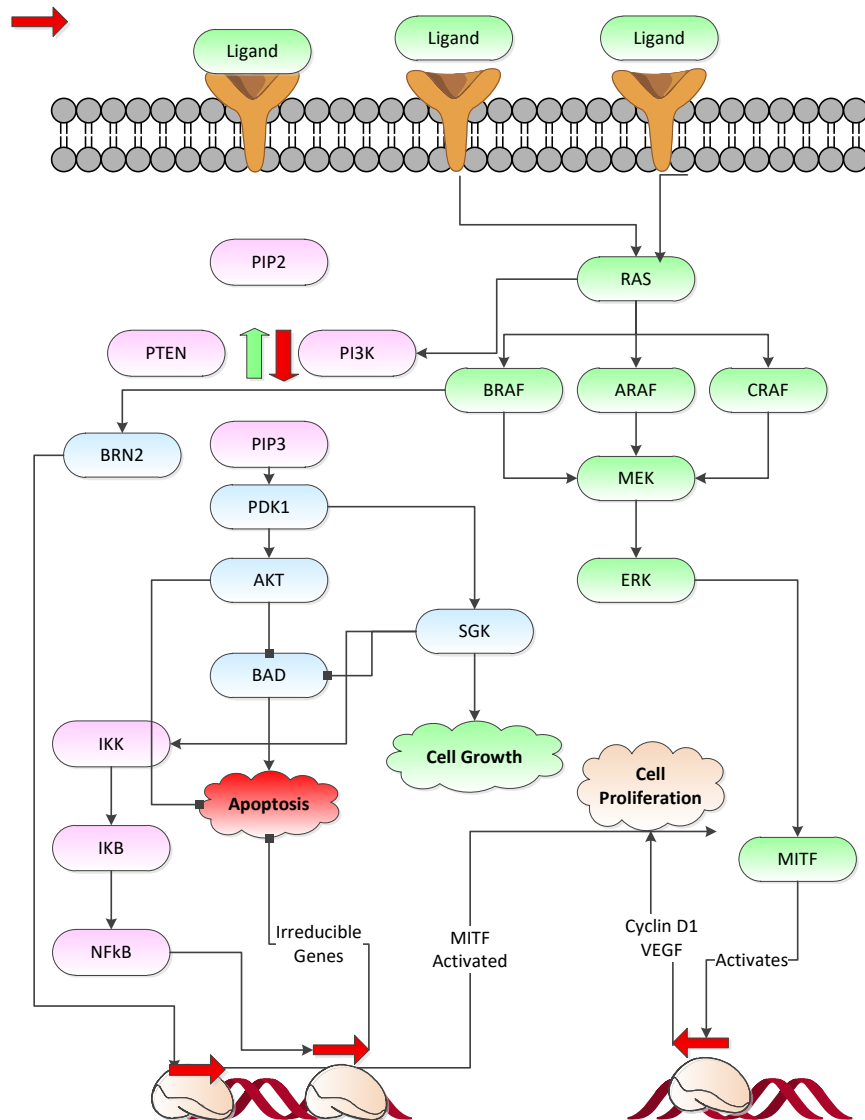 Ligand
Ligand
Ligand
PIP2
RAS
PTEN
PI3K
BRAF
ARAF
CRAF
BRN2
PIP3
MEK
PDK1
AKT
ERK
SGK
BAD
IKK
Cell Growth
Cell
Proliferation
Apoptosis
IKB
MITF
Irreducible
Genes
MITF
Activated
Cyclin D1
VEGF
Activates
NFkB